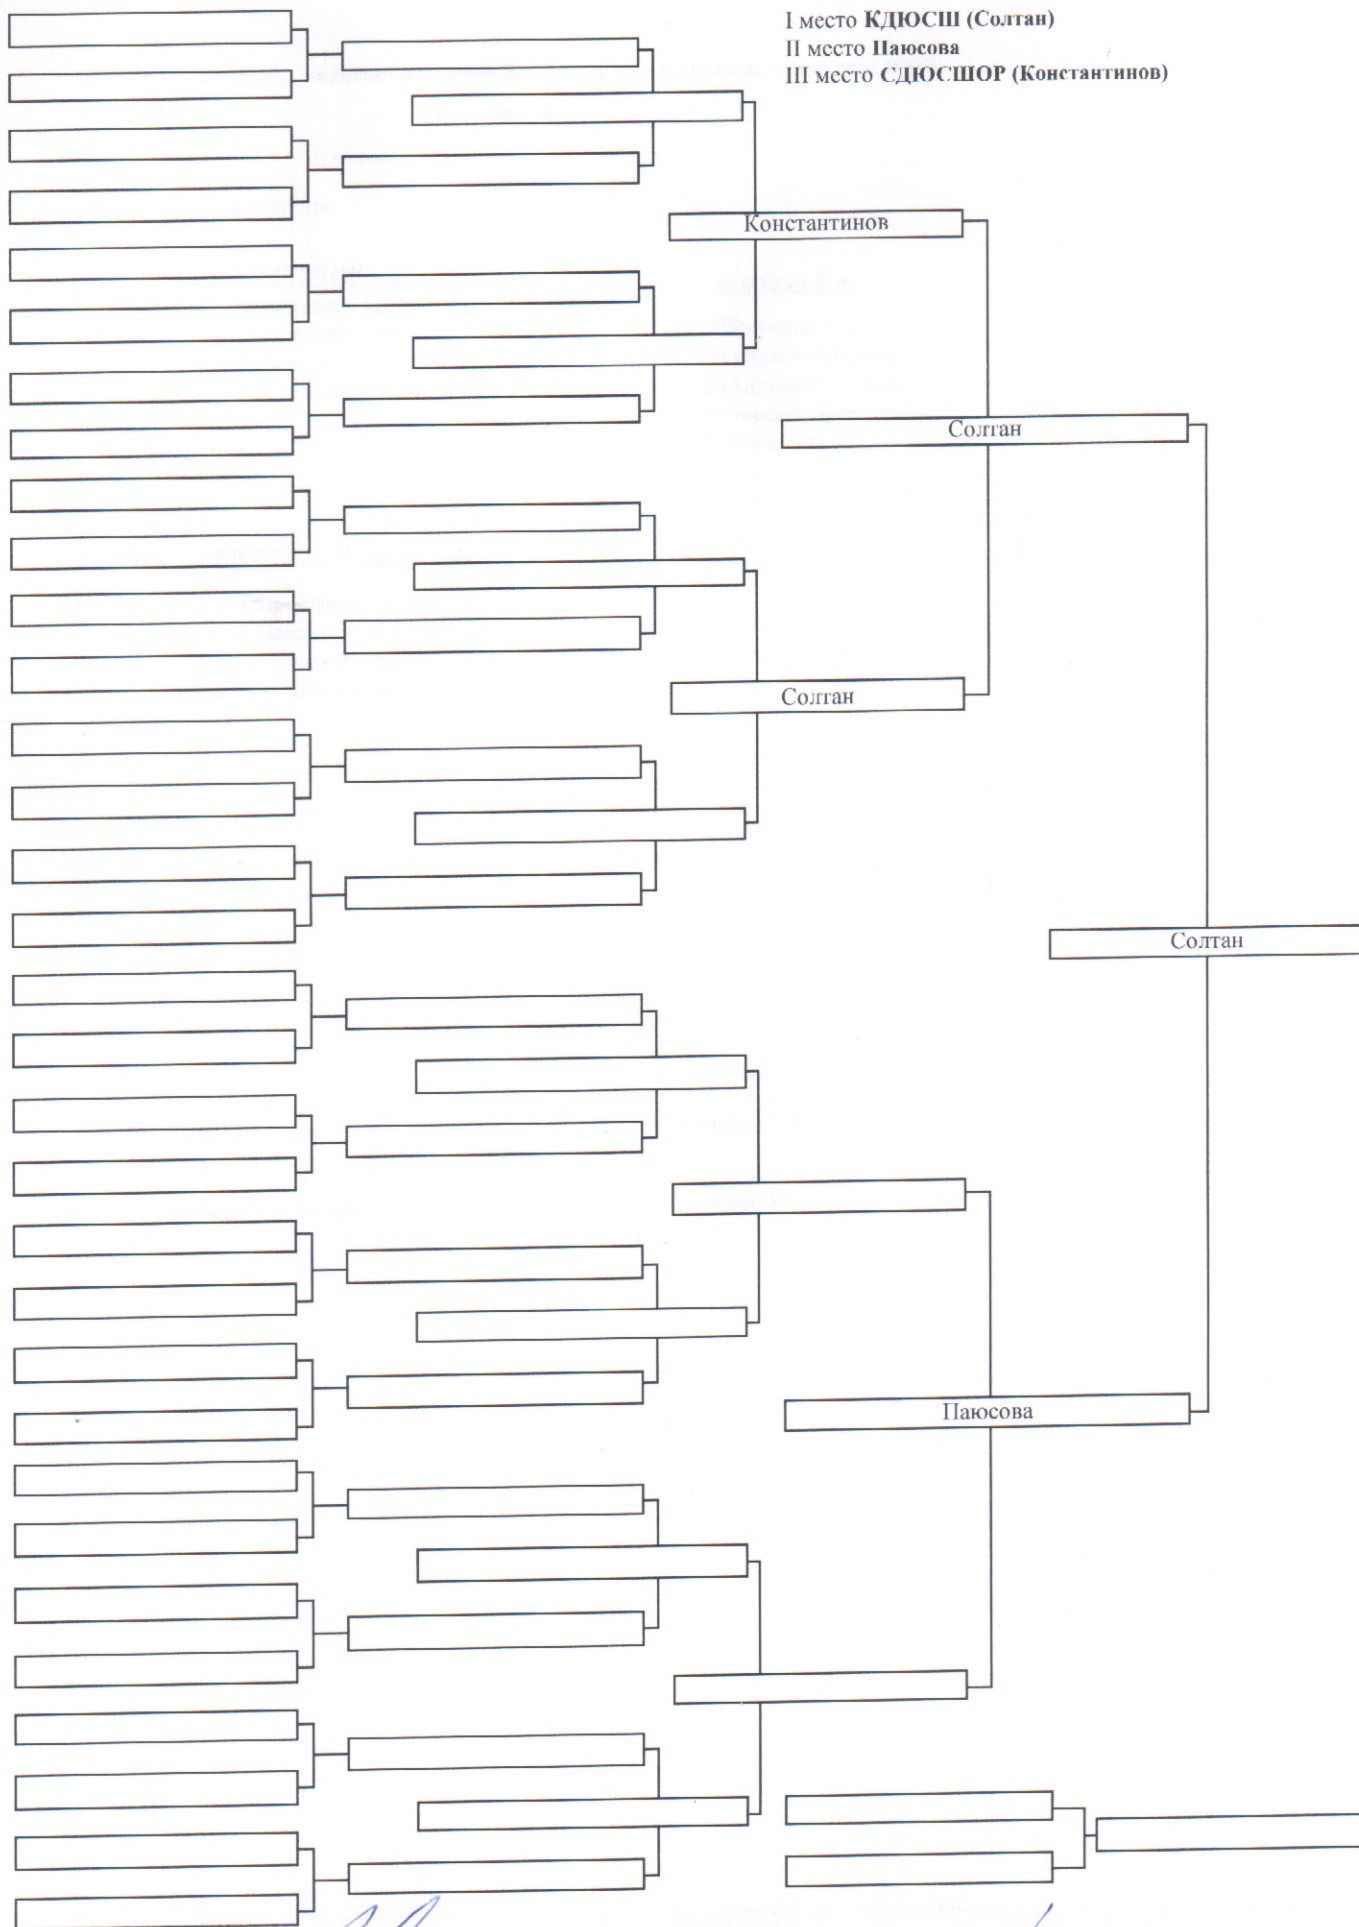 I место КДЮСШ (Солтан)
II место Паюсова
III место СДЮСШОР (Константинов)
Константинов
Солтан
Солтан
Солтан
Паюсова